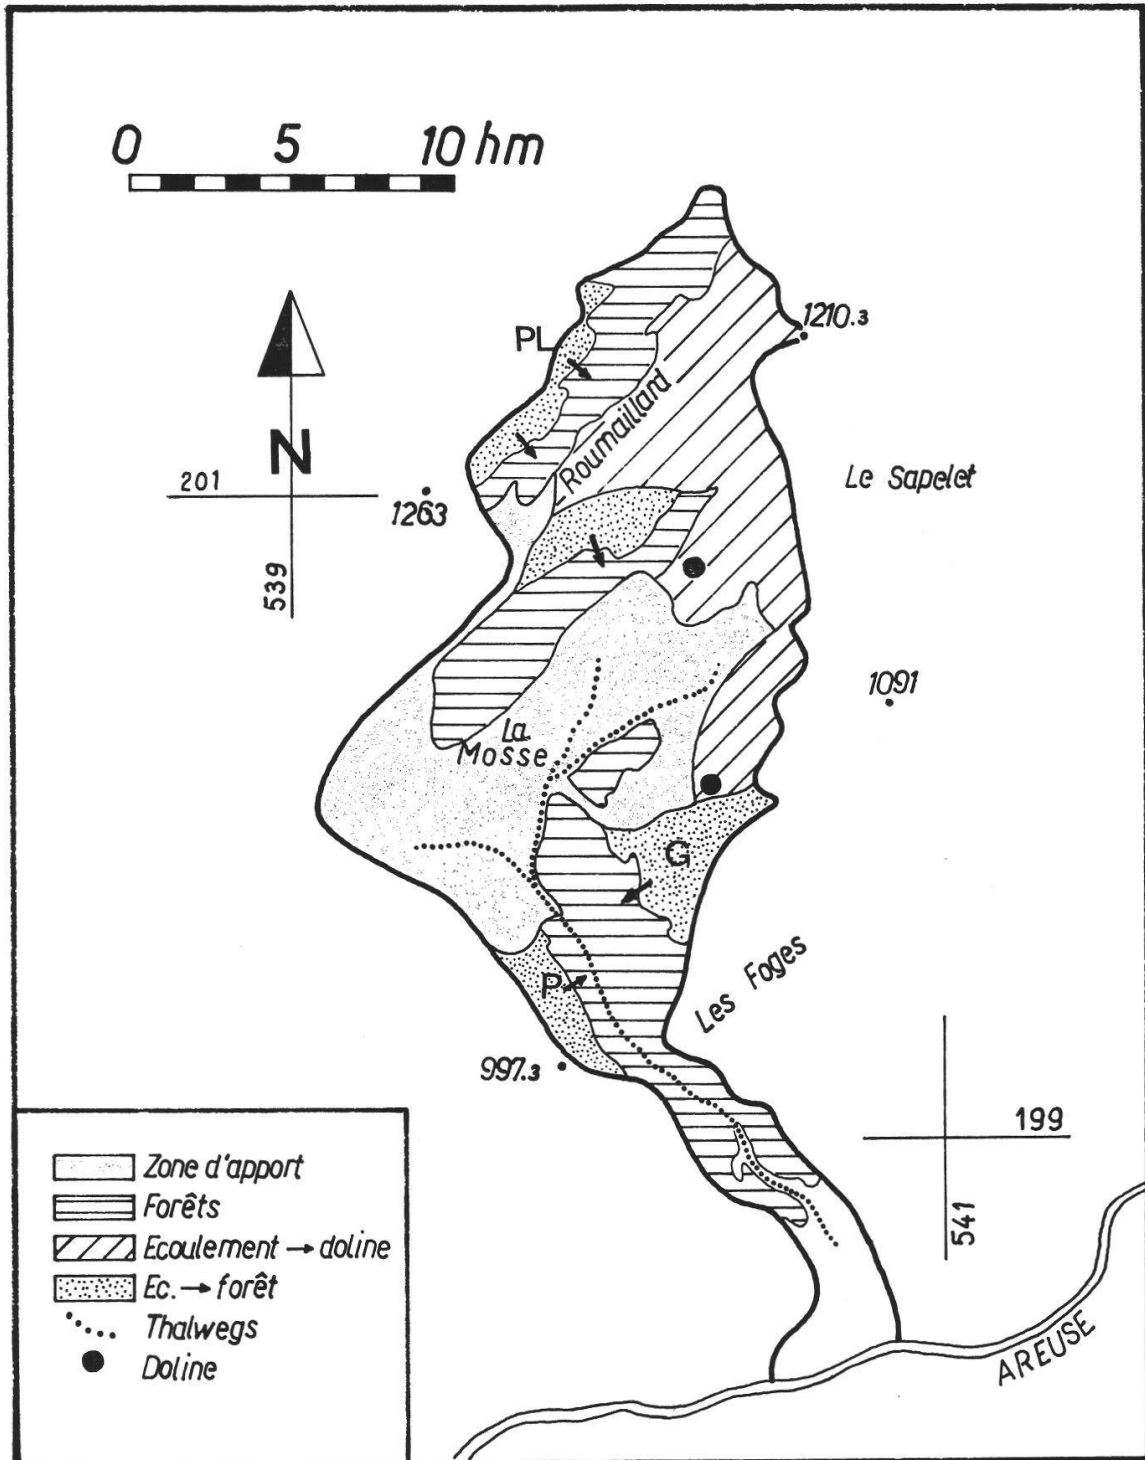 0 5 10 hm
1210.3
PL
Roumaillard
N
201
1263
539
Le Sapelet
1091
La
Mosse
G
P
Les Foges
997.3
199
541
Zone d'apport
Forêts
Ecoulement → doline
Ec. → forêt
Thalwegs
Doline
AREUSE